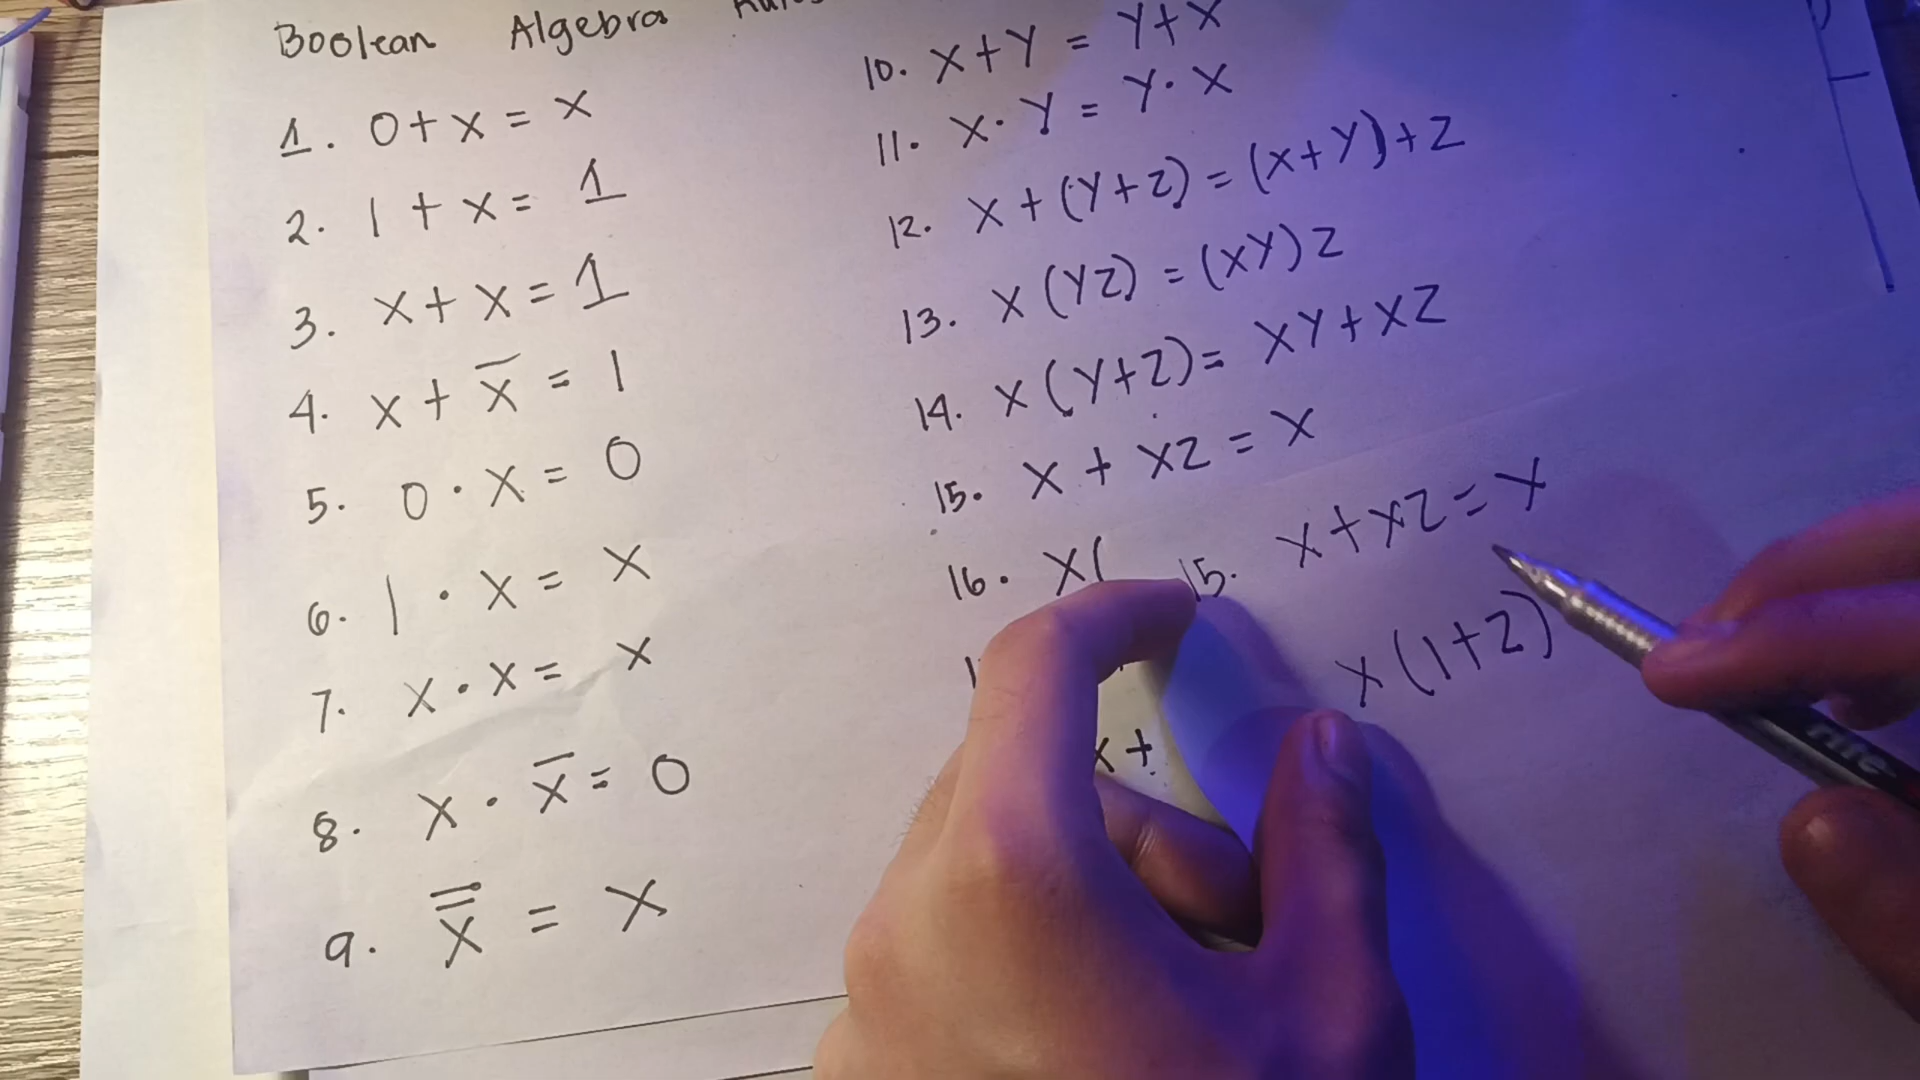 Boolean Algebra
1. 0 + x = x
2. 1 + x = 1
3. x + x = 1
4. x + x̅ = 1
5. 0 · x = 0
6. 1 · x = x
7. x · x = x
8. x · x̅ = 0
9. x̿ = x
10. x + y = y + x
11. x · y = y · x
12. x + (y + z) = (x + y) + z
13. x (yz) = (xy) z
14. x (y + z) = xy + xz
15. x + xz = x
16. x (
x +
15. x + xz = x
x (1 + z)
rite